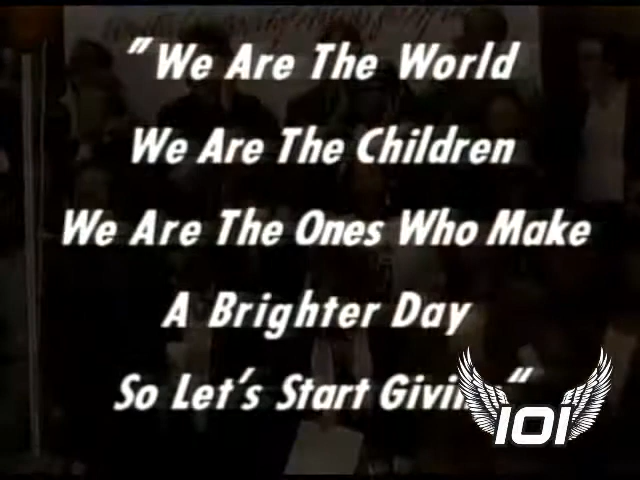 "We Are The World
We Are The Children
We Are The Ones Who Make
A Brighter Day
So Let's Start Givi
"
101